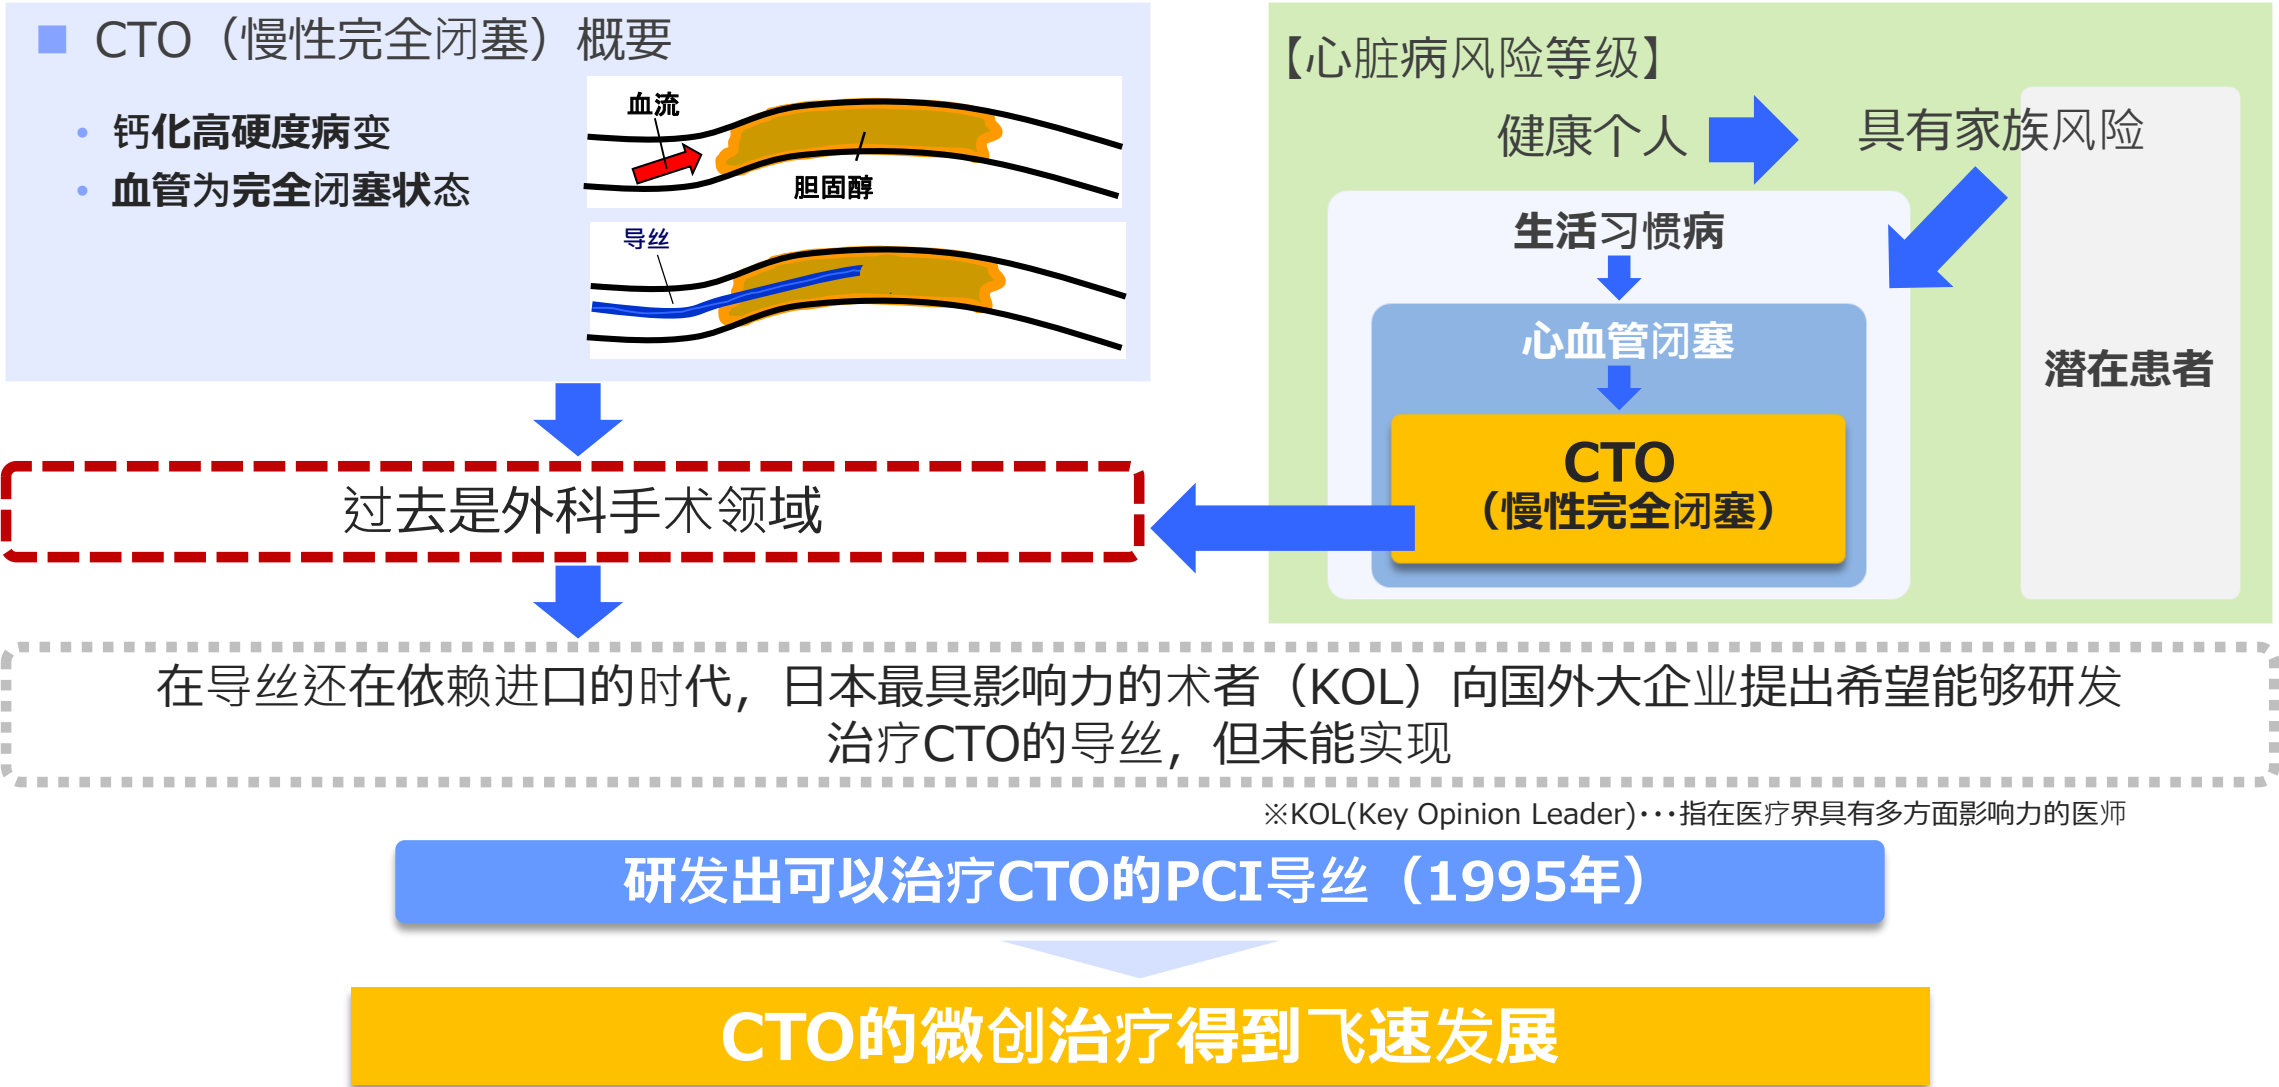 ■ CTO（慢性完全闭塞）概要
• 钙化高硬度病变
• 血管为完全闭塞状态
血流
胆固醇
导丝
【心脏病风险等级】
健康个人
具有家族风险
生活习惯病
心血管闭塞
CTO
（慢性完全闭塞）
潜在患者
过去是外科手术领域
在导丝还在依赖进口的时代，日本最具影响力的术者（KOL）向国外大企业提出希望能够研发
治疗CTO的导丝，但未能实现
※KOL(Key Opinion Leader)･･･指在医疗界具有多方面影响力的医师
研发出可以治疗CTO的PCI导丝（1995年）
CTO的微创治疗得到飞速发展